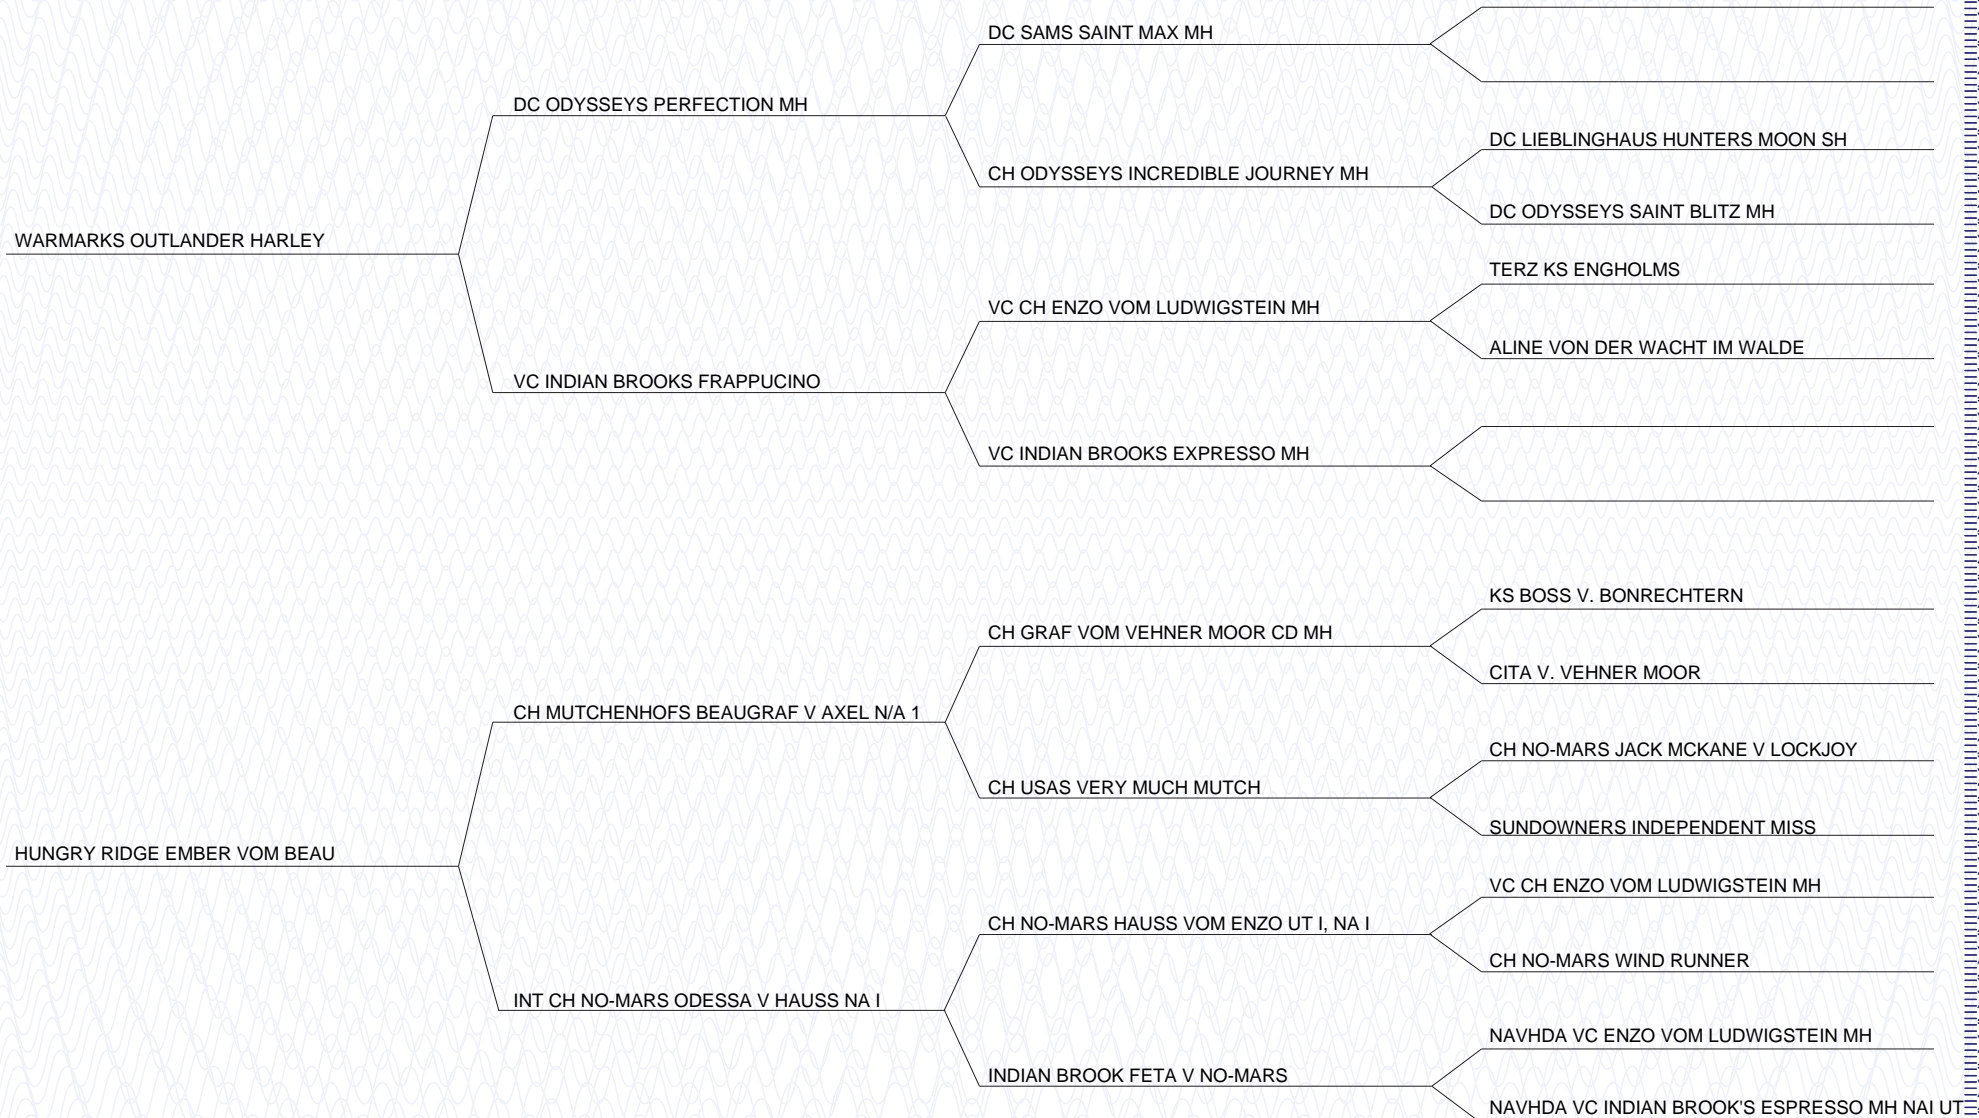 DC SAMS SAINT MAX MH
DC ODYSSEYS PERFECTION MH
DC LIEBLINGHAUS HUNTERS MOON SH
CH ODYSSEYS INCREDIBLE JOURNEY MH
DC ODYSSEYS SAINT BLITZ MH
WARMARKS OUTLANDER HARLEY
TERZ KS ENGHOLMS
VC CH ENZO VOM LUDWIGSTEIN MH
ALINE VON DER WACHT IM WALDE
VC INDIAN BROOKS FRAPPUCINO
VC INDIAN BROOKS EXPRESSO MH
KS BOSS V. BONRECHTERN
CH GRAF VOM VEHNER MOOR CD MH
CITA V. VEHNER MOOR
CH MUTCHENHOFS BEAUGRAF V AXEL N/A 1
CH NO-MARS JACK MCKANE V LOCKJOY
CH USAS VERY MUCH MUTCH
SUNDOWNERS INDEPENDENT MISS
HUNGRY RIDGE EMBER VOM BEAU
VC CH ENZO VOM LUDWIGSTEIN MH
CH NO-MARS HAUSS VOM ENZO UT I, NA I
CH NO-MARS WIND RUNNER
INT CH NO-MARS ODESSA V HAUSS NA I
NAVHDA VC ENZO VOM LUDWIGSTEIN MH
INDIAN BROOK FETA V NO-MARS
NAVHDA VC INDIAN BROOK'S ESPRESSO MH NAI UT